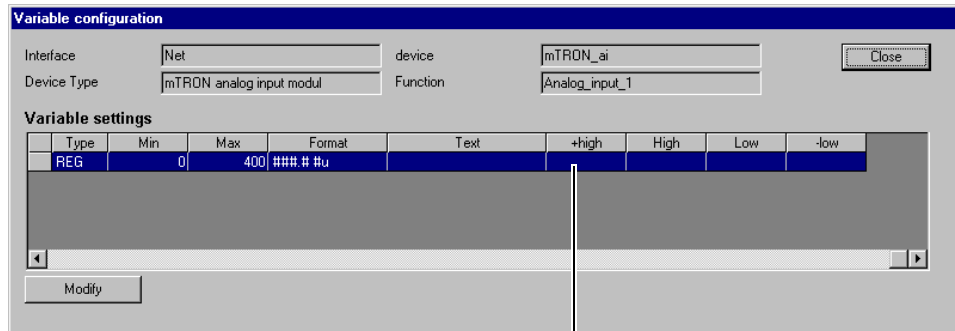 Variable configuration
Interface Net device mTRON_ai Close
Device Type mTRON analog input modul Function Analog_input_1
Variable settings
Type Min Max Format Text +high High Low -low
REG 0 400 ###.# #u
Modify